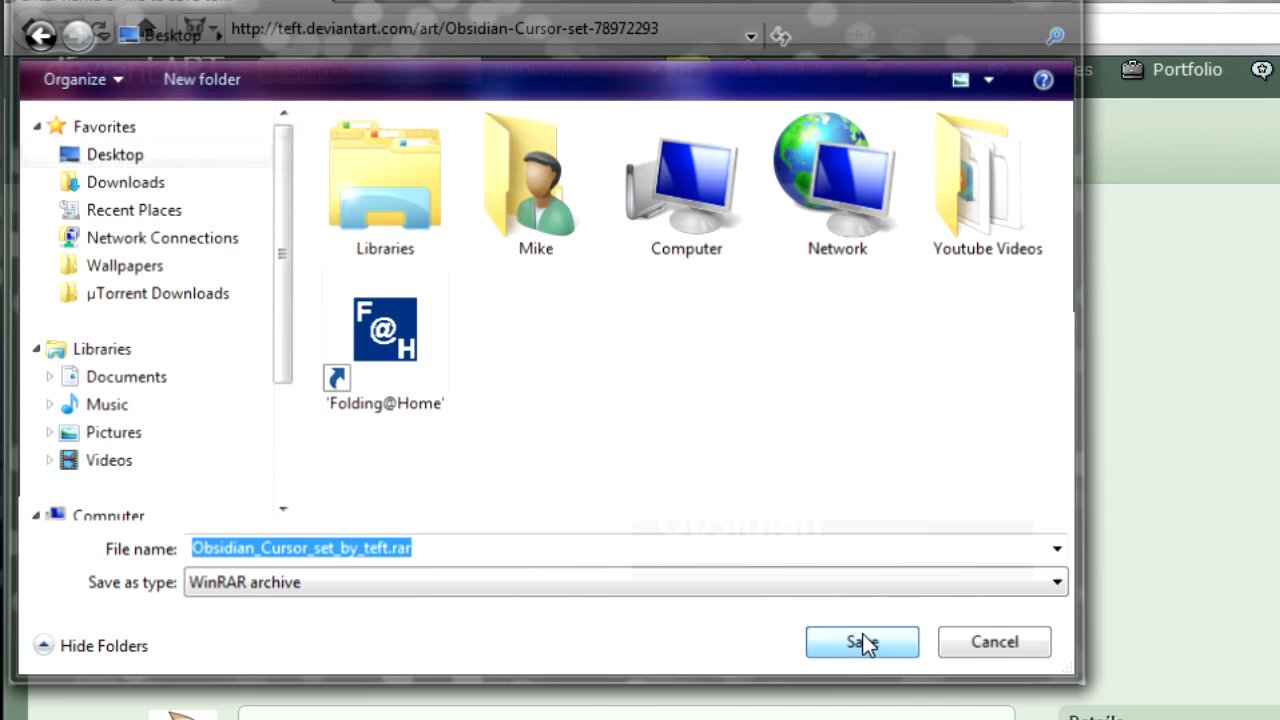 Desktop
http://teft.deviantart.com/art/Obsidian-Cursor-set-78972293
Organize
New folder
Portfolio
Favorites
Desktop
Downloads
Recent Places
Network Connections
Wallpapers
µTorrent Downloads
Libraries
Documents
Music
Pictures
Videos
Computer
Libraries
Mike
Computer
Network
Youtube Videos
F@H
'Folding@Home'
Obsidian
File name: Obsidian_Cursor_set_by_teft.rar
Save as type: WinRAR archive
Hide Folders
Save
Cancel
Details